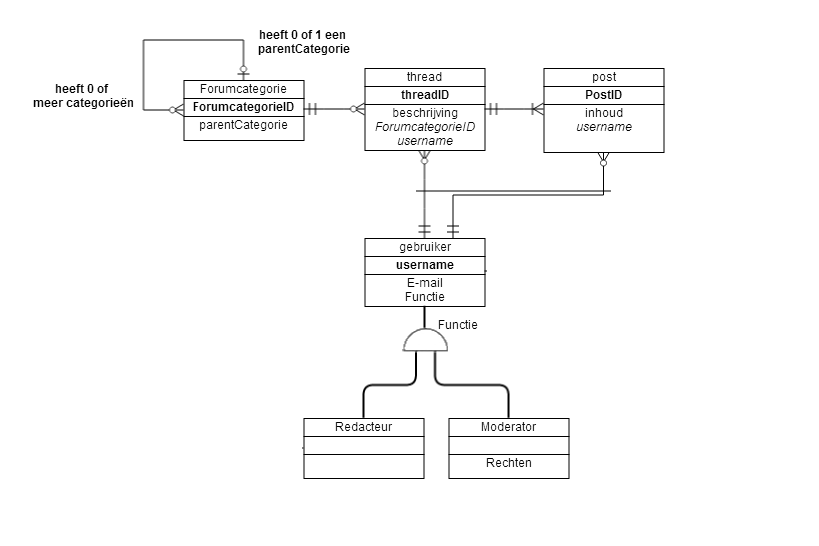 heeft 0 of 1 een
parentCategorie
heeft 0 of
meer categorieën
Forumcategorie
ForumcategorieID
parentCategorie
thread
threadID
beschrijving
ForumcategorieID
username
post
PostID
inhoud
username
gebruiker
username
E-mail
Functie
Functie
Redacteur
Moderator
Rechten